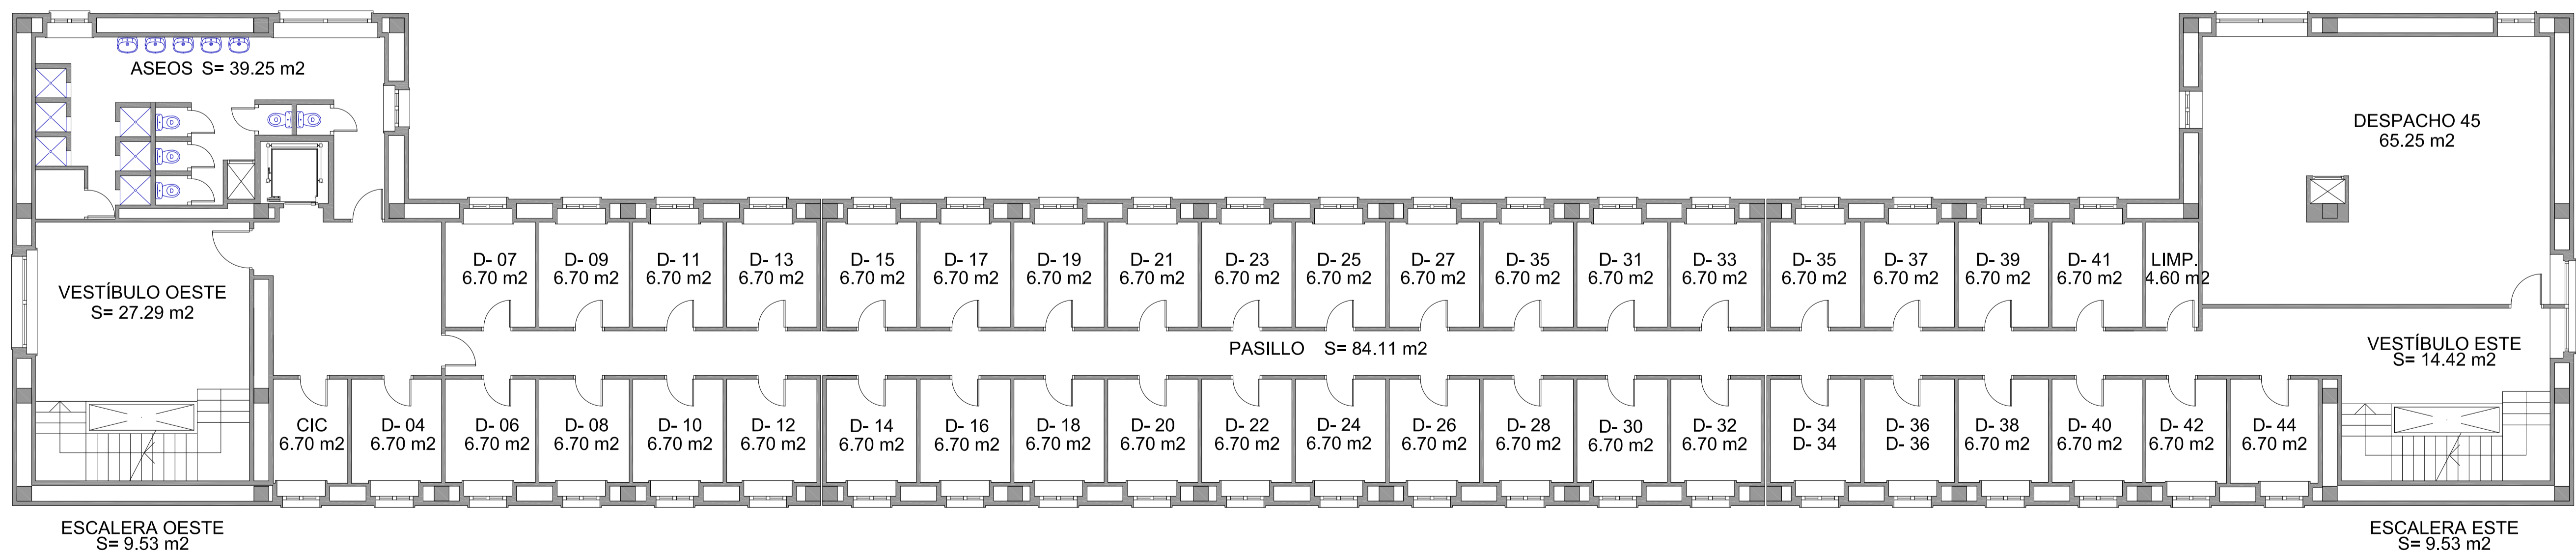 ASEOS S= 39.25 m2
DESPACHO 45
65.25 m2
VESTÍBULO OESTE
S= 27.29 m2
D- 07
6.70 m2
D- 09
6.70 m2
D- 11
6.70 m2
D- 13
6.70 m2
D- 15
6.70 m2
D- 17
6.70 m2
D- 19
6.70 m2
D- 21
6.70 m2
D- 23
6.70 m2
D- 25
6.70 m2
D- 27
6.70 m2
D- 35
6.70 m2
D- 31
6.70 m2
D- 33
6.70 m2
D- 35
6.70 m2
D- 37
6.70 m2
D- 39
6.70 m2
D- 41
6.70 m2
LIMP.
4.60 m2
PASILLO S= 84.11 m2
VESTÍBULO ESTE
S= 14.42 m2
CIC
6.70 m2
D- 04
6.70 m2
D- 06
6.70 m2
D- 08
6.70 m2
D- 10
6.70 m2
D- 12
6.70 m2
D- 14
6.70 m2
D- 16
6.70 m2
D- 18
6.70 m2
D- 20
6.70 m2
D- 22
6.70 m2
D- 24
6.70 m2
D- 26
6.70 m2
D- 28
6.70 m2
D- 30
6.70 m2
D- 32
6.70 m2
D- 34
D- 34
D- 36
D- 36
D- 38
6.70 m2
D- 40
6.70 m2
D- 42
6.70 m2
D- 44
6.70 m2
ESCALERA OESTE
S= 9.53 m2
ESCALERA ESTE
S= 9.53 m2